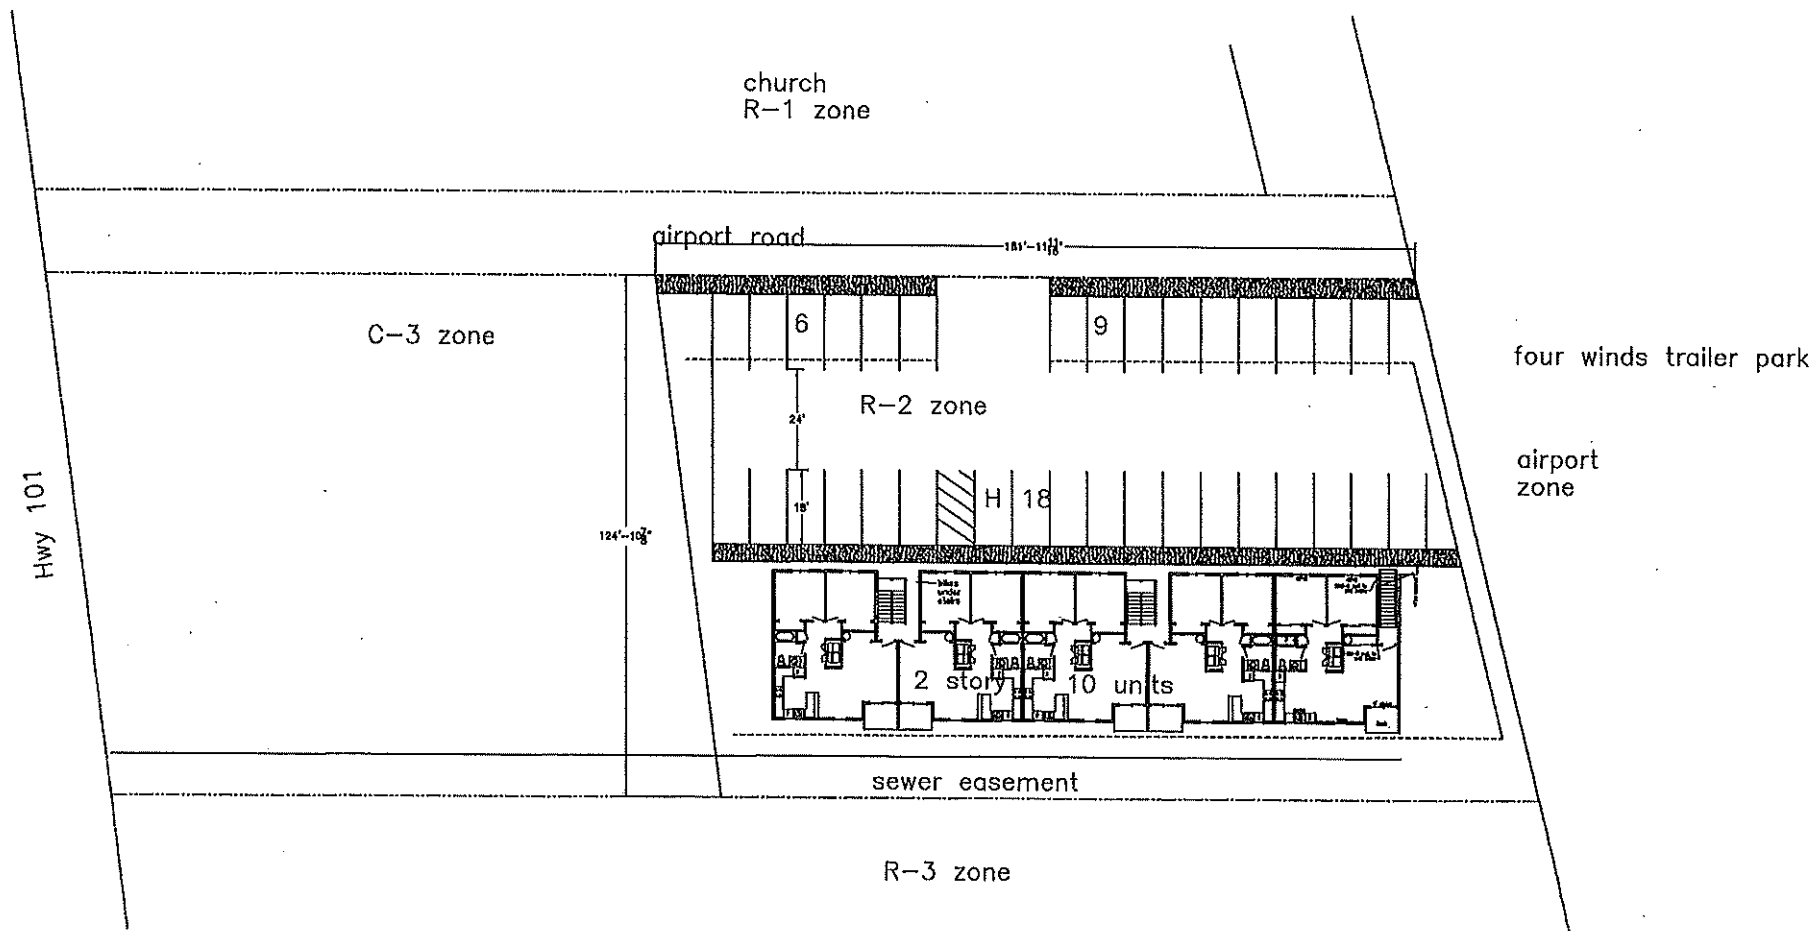 church
R-1 zone
airport road
181'-11 11/16"
C-3 zone
6
9
four winds trailer park
R-2 zone
24'
airport
zone
Hwy 101
H 18
18'
124'-10 7/8"
bikes
under
stairs
2 story 10 units
sewer easement
R-3 zone